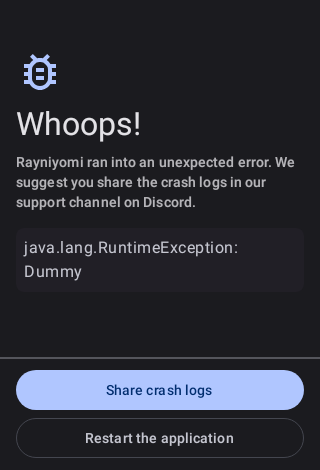 Whoops!
Rayniyomi ran into an unexpected error. We
suggest you share the crash logs in our
support channel on Discord.
java.lang.RuntimeException:
Dummy
Share crash logs
Restart the application